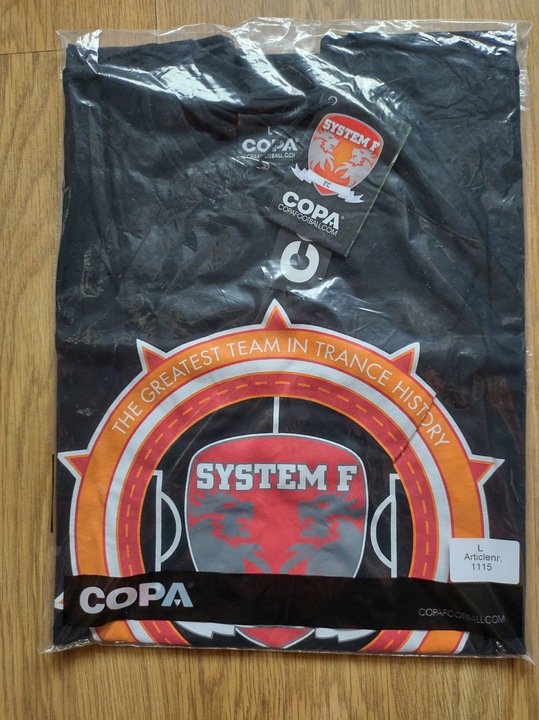 L
COPA
COPAFOOTBALL.COM
SYSTEM F
FC
COPA
COPAFOOTBALL.COM
THE GREATEST TEAM IN TRANCE HISTORY
SYSTEM F
L
Articlenr.
1115
COPA
COPAFOOTBALL.COM